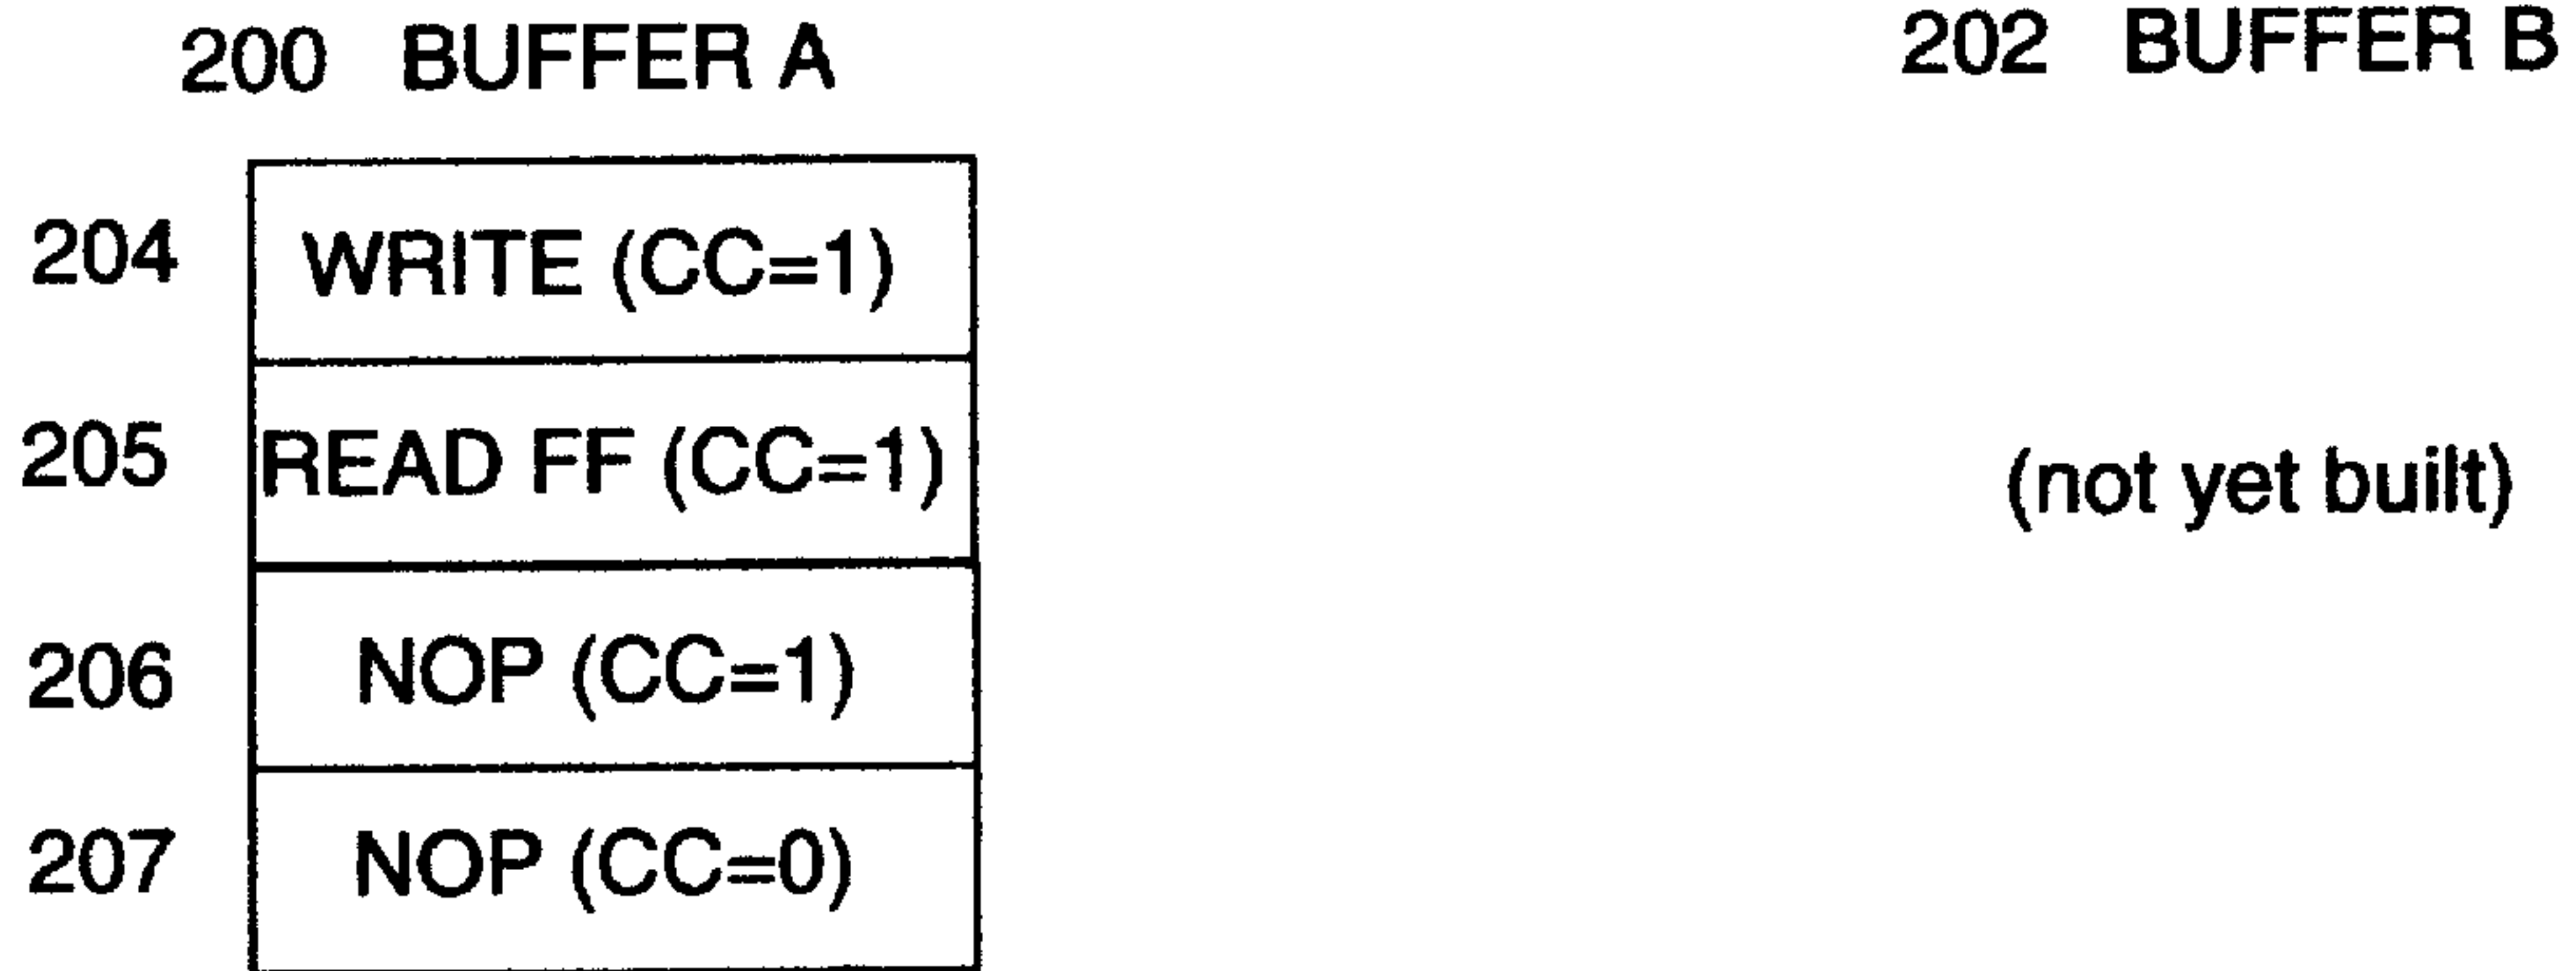 200 BUFFER A
202 BUFFER B
204 WRITE (CC=1)
205 READ FF (CC=1)
(not yet built)
206 NOP (CC=1)
207 NOP (CC=0)